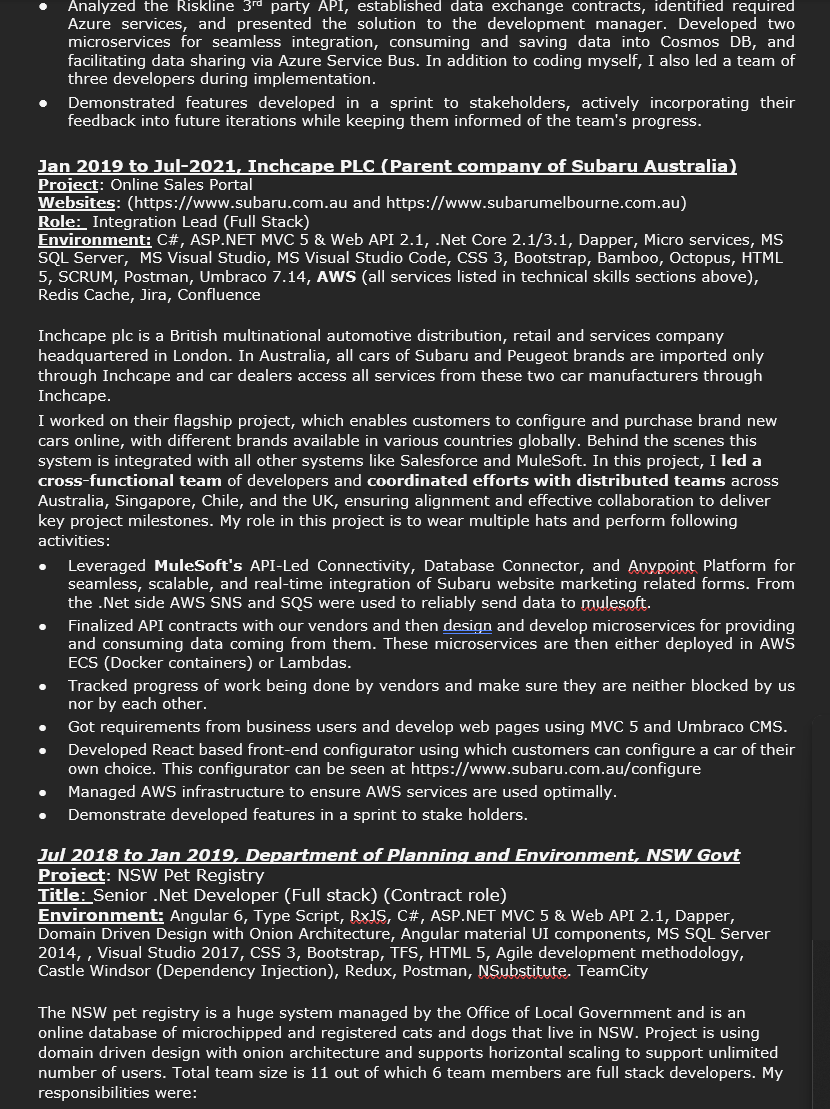 • Analyzed the Riskline 3rd party API, established data exchange contracts, identified required
Azure services, and presented the solution to the development manager. Developed two
microservices for seamless integration, consuming and saving data into Cosmos DB, and
facilitating data sharing via Azure Service Bus. In addition to coding myself, I also led a team of
three developers during implementation.
• Demonstrated features developed in a sprint to stakeholders, actively incorporating their
feedback into future iterations while keeping them informed of the team's progress.
Jan 2019 to Jul-2021, Inchcape PLC (Parent company of Subaru Australia)
Project: Online Sales Portal
Websites: (https://www.subaru.com.au and https://www.subarumelbourne.com.au)
Role: Integration Lead (Full Stack)
Environment: C#, ASP.NET MVC 5 & Web API 2.1, .Net Core 2.1/3.1, Dapper, Micro services, MS
SQL Server, MS Visual Studio, MS Visual Studio Code, CSS 3, Bootstrap, Bamboo, Octopus, HTML
5, SCRUM, Postman, Umbraco 7.14, AWS (all services listed in technical skills sections above),
Redis Cache, Jira, Confluence
Inchcape plc is a British multinational automotive distribution, retail and services company
headquartered in London. In Australia, all cars of Subaru and Peugeot brands are imported only
through Inchcape and car dealers access all services from these two car manufacturers through
Inchcape.
I worked on their flagship project, which enables customers to configure and purchase brand new
cars online, with different brands available in various countries globally. Behind the scenes this
system is integrated with all other systems like Salesforce and MuleSoft. In this project, I led a
cross-functional team of developers and coordinated efforts with distributed teams across
Australia, Singapore, Chile, and the UK, ensuring alignment and effective collaboration to deliver
key project milestones. My role in this project is to wear multiple hats and perform following
activities:
• Leveraged MuleSoft's API-Led Connectivity, Database Connector, and Anypoint Platform for
seamless, scalable, and real-time integration of Subaru website marketing related forms. From
the .Net side AWS SNS and SQS were used to reliably send data to mulesoft.
• Finalized API contracts with our vendors and then design and develop microservices for providing
and consuming data coming from them. These microservices are then either deployed in AWS
ECS (Docker containers) or Lambdas.
• Tracked progress of work being done by vendors and make sure they are neither blocked by us
nor by each other.
• Got requirements from business users and develop web pages using MVC 5 and Umbraco CMS.
• Developed React based front-end configurator using which customers can configure a car of their
own choice. This configurator can be seen at https://www.subaru.com.au/configure
• Managed AWS infrastructure to ensure AWS services are used optimally.
• Demonstrate developed features in a sprint to stake holders.
Jul 2018 to Jan 2019, Department of Planning and Environment, NSW Govt
Project: NSW Pet Registry
Title: Senior .Net Developer (Full stack) (Contract role)
Environment: Angular 6, Type Script, RxJS, C#, ASP.NET MVC 5 & Web API 2.1, Dapper,
Domain Driven Design with Onion Architecture, Angular material UI components, MS SQL Server
2014, , Visual Studio 2017, CSS 3, Bootstrap, TFS, HTML 5, Agile development methodology,
Castle Windsor (Dependency Injection), Redux, Postman, NSubstitute. TeamCity
The NSW pet registry is a huge system managed by the Office of Local Government and is an
online database of microchipped and registered cats and dogs that live in NSW. Project is using
domain driven design with onion architecture and supports horizontal scaling to support unlimited
number of users. Total team size is 11 out of which 6 team members are full stack developers. My
responsibilities were: